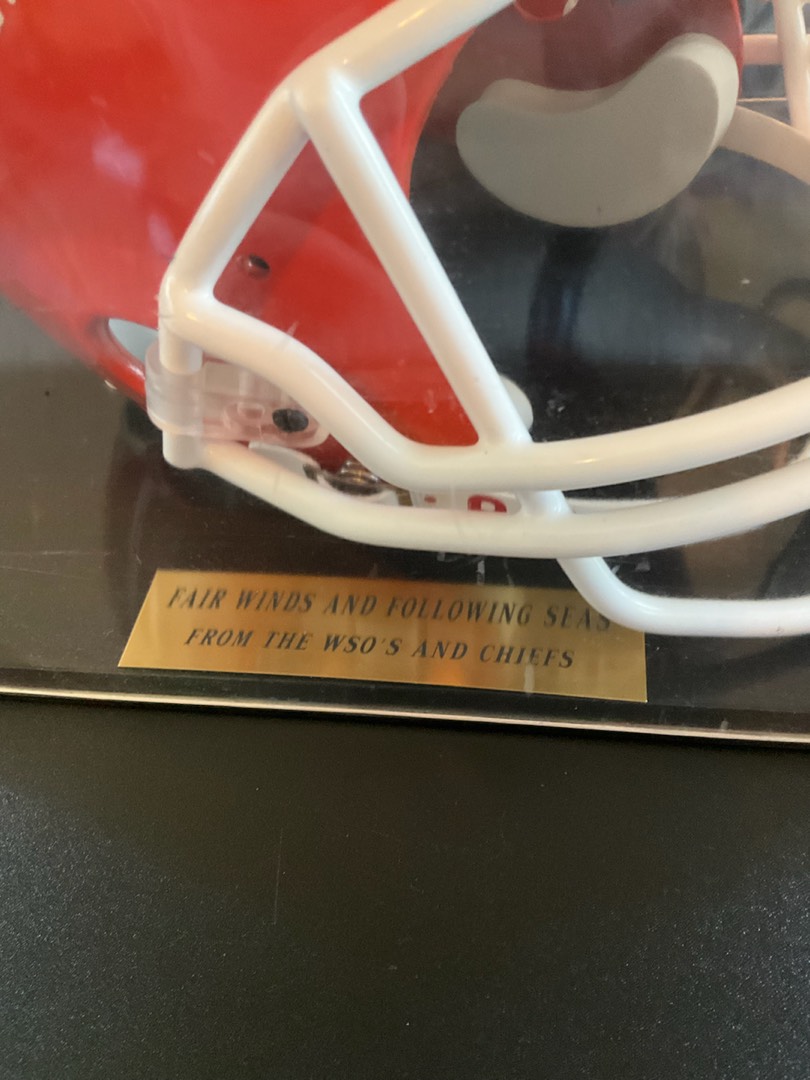 FAIR WINDS AND FOLLOWING SEAS
FROM THE WSO'S AND CHIEFS